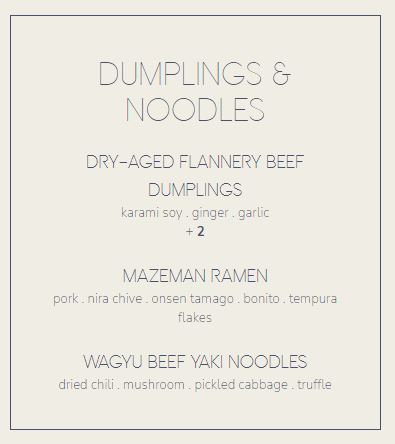 DUMPLINGS &
NOODLES
DRY-AGED FLANNERY BEEF
DUMPLINGS
karami soy . ginger . garlic
+ 2
MAZEMAN RAMEN
pork . nira chive . onsen tamago . bonito . tempura
flakes
WAGYU BEEF YAKI NOODLES
dried chili . mushroom . pickled cabbage . truffle